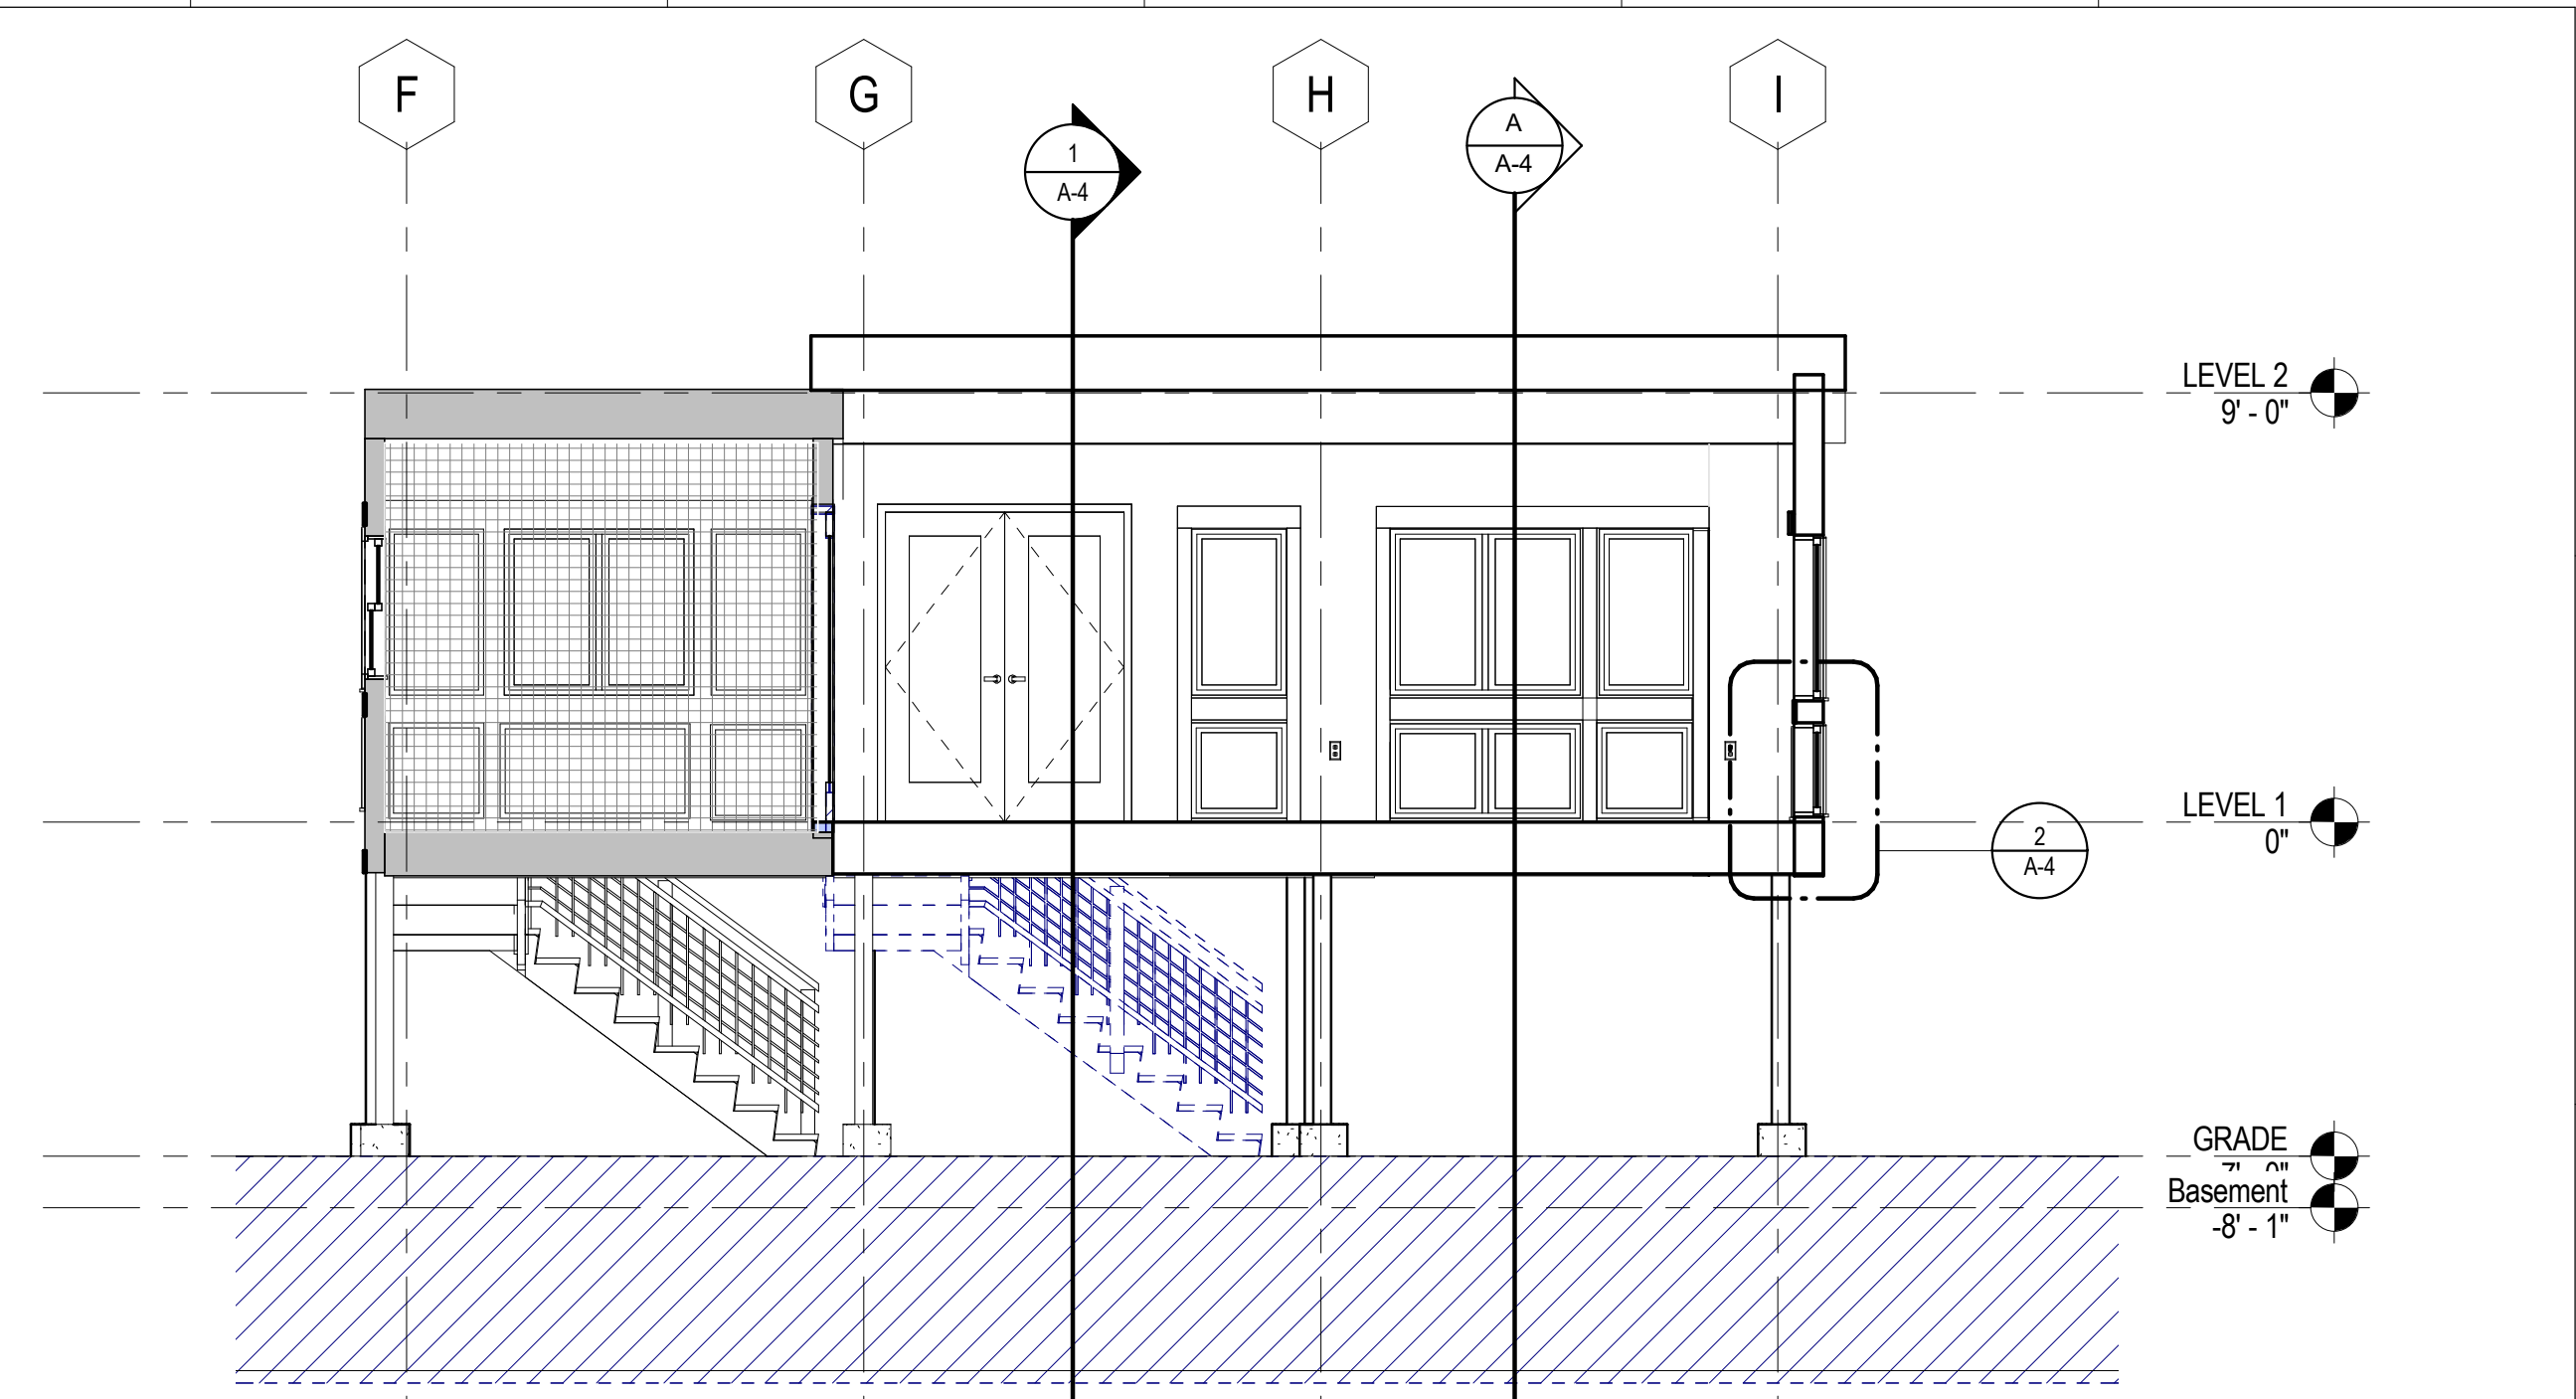 F
G
H
I
1
A-4
A
A-4
LEVEL 2
9' - 0"
LEVEL 1
0"
2
A-4
GRADE
Basement
-8' - 1"